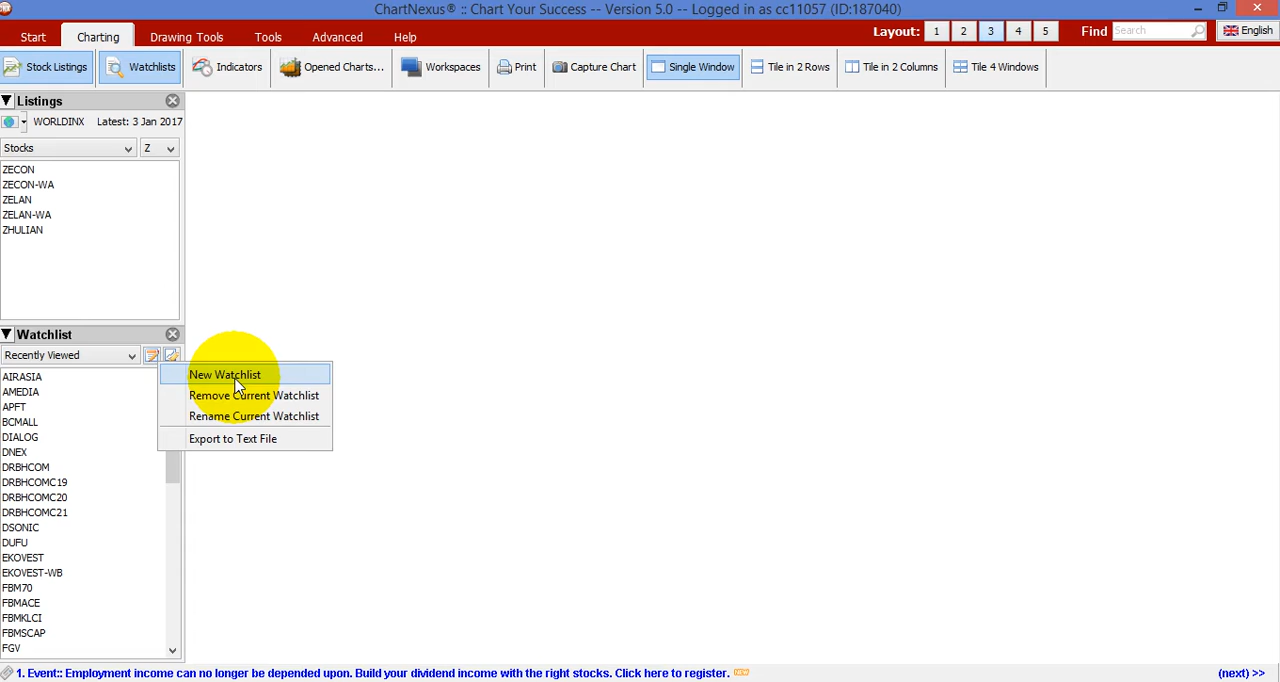 ChartNexus® :: Chart Your Success -- Version 5.0 -- Logged in as cc11057 (ID:187040)
Start Charting Drawing Tools Tools Advanced Help Layout: 1 2 3 4 5 Find Search English
Stock Listings Watchlists Indicators Opened Charts... Workspaces Print Capture Chart Single Window Tile in 2 Rows Tile in 2 Columns Tile 4 Windows
Listings
WORLDINX Latest: 3 Jan 2017
Stocks Z
ZECON
ZECON-WA
ZELAN
ZELAN-WA
ZHULIAN
Watchlist
Recently Viewed
New Watchlist
Remove Current Watchlist
Rename Current Watchlist
Export to Text File
AIRASIA
AMEDIA
APFT
BCMALL
DIALOG
DNEX
DRBHCOM
DRBHCOMC19
DRBHCOMC20
DRBHCOMC21
DSONIC
DUFU
EKOVEST
EKOVEST-WB
FBM70
FBMACE
FBMKLCI
FBMSCAP
FGV
1. Event:: Employment income can no longer be depended upon. Build your dividend income with the right stocks. Click here to register. NEW (next) >>